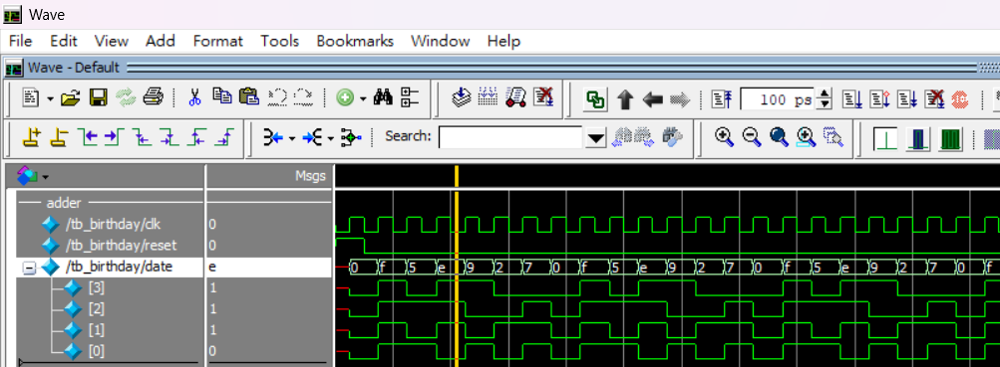 Wave
File Edit View Add Format Tools Bookmarks Window Help
Wave - Default
100 ps
Search:
Msgs
adder
/tb_birthday/clk 0
/tb_birthday/reset 0
/tb_birthday/date e 0 f 5 e 9 2 7 0 f 5 e 9 2 7 0 f 5 e 9 2 7 0 f
[3] 1
[2] 1
[1] 1
[0] 0